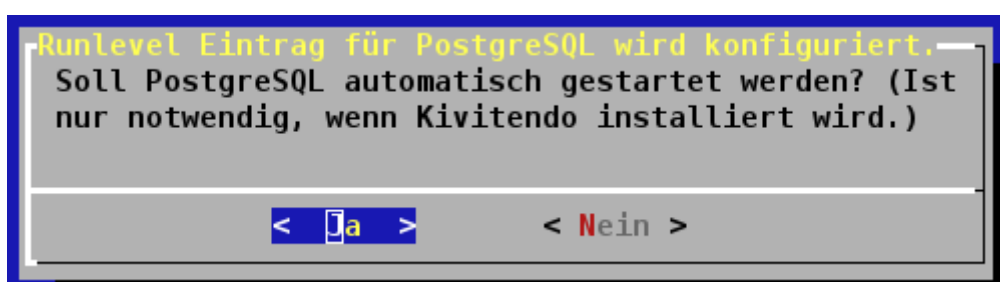 Runlevel Eintrag für PostgreSQL wird konfiguriert.
Soll PostgreSQL automatisch gestartet werden? (Ist
nur notwendig, wenn Kivitendo installiert wird.)
< Ja > < Nein >